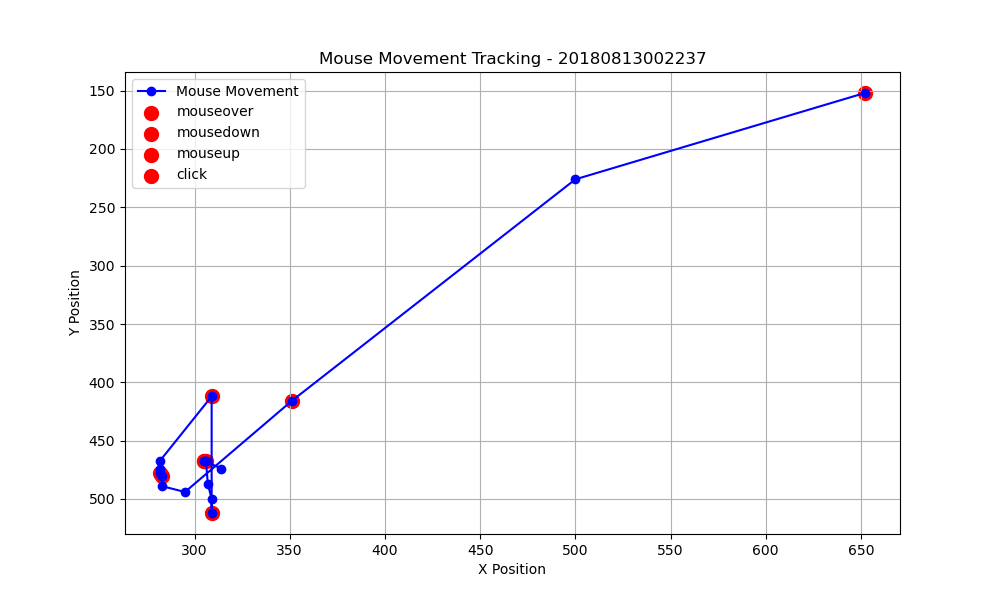 Mouse Movement Tracking - 20180813002237
Mouse Movement
mouseover
mousedown
mouseup
click
150
200
250
300
350
400
450
500
Y Position
300
350
400
450
500
550
600
650
X Position